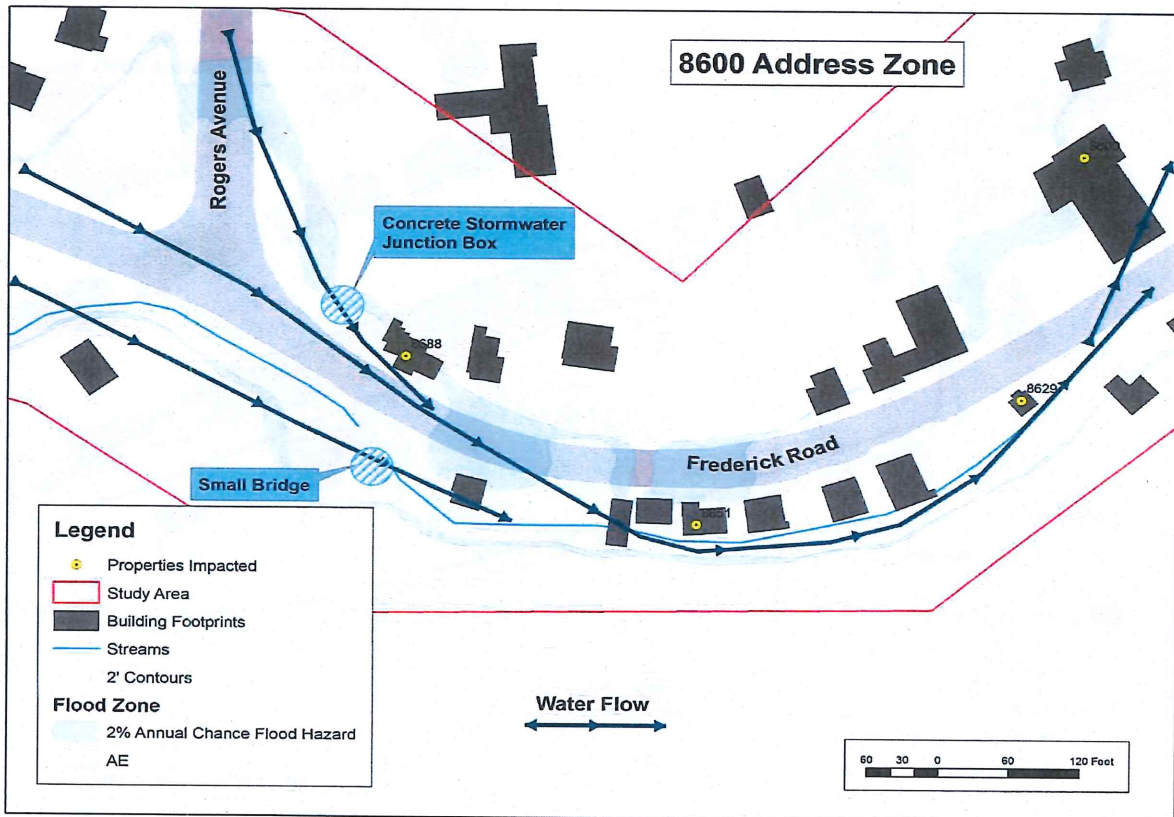 8600 Address Zone
Rogers Avenue
Concrete Stormwater
Junction Box
8688
8629
Frederick Road
Small Bridge
Legend
Properties Impacted
Study Area
Building Footprints
Streams
2' Contours
Flood Zone
2% Annual Chance Flood Hazard
AE
Water Flow
60 30 0 60 120 Feet